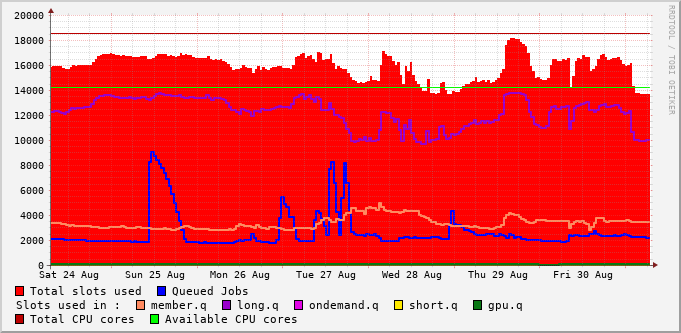 20000
18000
16000
14000
12000
10000
8000
6000
4000
2000
0
Sat 24 Aug Sun 25 Aug Mon 26 Aug Tue 27 Aug Wed 28 Aug Thu 29 Aug Fri 30 Aug
Total slots used Queued Jobs
Slots used in : member.q long.q ondemand.q short.q gpu.q
Total CPU cores Available CPU cores
RRDTOOL / TOBI OETIKER